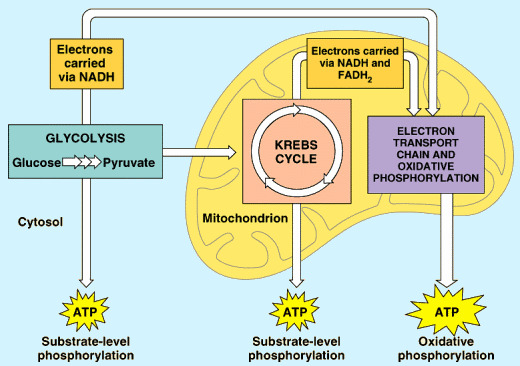 Electrons
carried
via NADH
Electrons carried
via NADH and
FADH₂
GLYCOLYSIS
Glucose Pyruvate
KREBS
CYCLE
ELECTRON
TRANSPORT
CHAIN AND
OXIDATIVE
PHOSPHORYLATION
Cytosol
Mitochondrion
ATP
Substrate-level
phosphorylation
ATP
Substrate-level
phosphorylation
ATP
Oxidative
phosphorylation